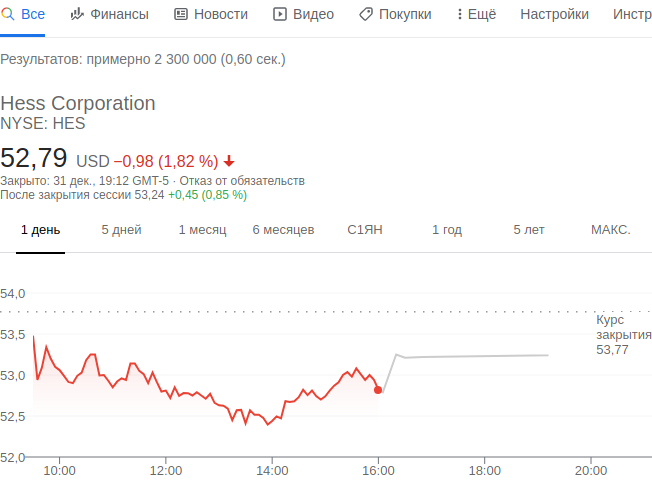 Все Финансы Новости Видео Покупки Ещё Настройки Инстр
Результатов: примерно 2 300 000 (0,60 сек.)
Hess Corporation
NYSE: HES
52,79 USD −0,98 (1,82 %)
Закрыто: 31 дек., 19:12 GMT-5 · Отказ от обязательств
После закрытия сессии 53,24 +0,45 (0,85 %)
1 день 5 дней 1 месяц 6 месяцев С1ЯН 1 год 5 лет МАКС.
54,0
Курс
закрытия
53,77
53,5
53,0
52,5
52,0
10:00 12:00 14:00 16:00 18:00 20:00